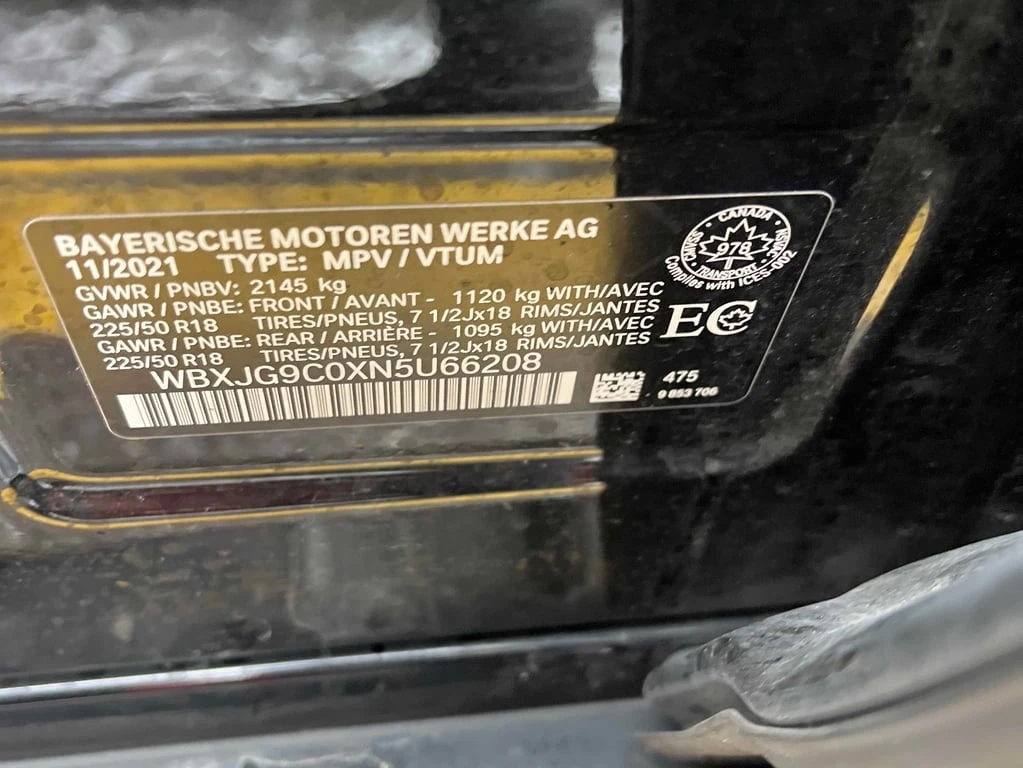 BAYERISCHE MOTOREN WERKE AG
11/2021 TYPE: MPV / VTUM
GVWR / PNBV: 2145 kg
GAWR / PNBE: FRONT / AVANT - 1120 kg WITH/AVEC
225/50 R18 TIRES/PNEUS, 7 1/2Jx18 RIMS/JANTES
GAWR / PNBE: REAR / ARRIÈRE - 1095 kg WITH/AVEC
225/50 R18 TIRES/PNEUS, 7 1/2Jx18 RIMS/JANTES
WBXJG9C0XN5U66208
CANADA
CMVSS
NSVAC
978
TRANSPORT
Complies with ICES-002
EC
475
9 853 706